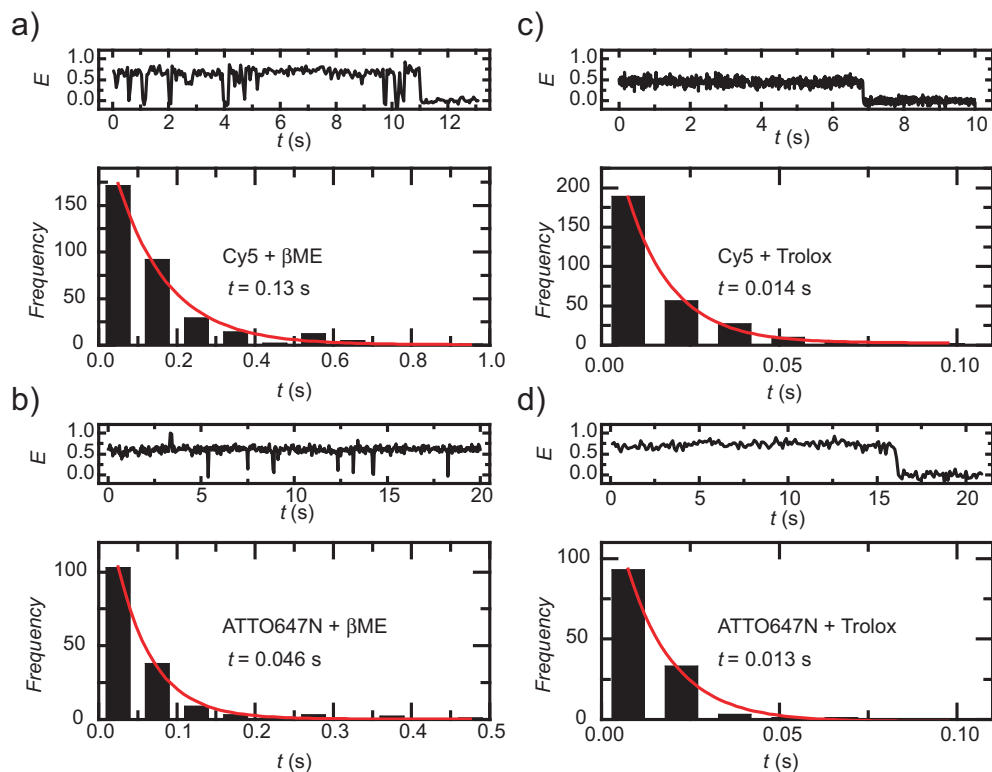 a)
1.0
0.5
0.0
E
0 2 4 6 8 10 12
t (s)
150
100
50
0
Frequency
Cy5 + βME
t = 0.13 s
0.0 0.2 0.4 0.6 0.8 1.0
t (s)
b)
1.0
0.5
0.0
E
0 5 10 15 20
t (s)
100
50
0
Frequency
ATTO647N + βME
t = 0.046 s
0.0 0.1 0.2 0.3 0.4 0.5
t (s)
c)
1.0
0.5
0.0
E
0 2 4 6 8 10
t (s)
200
150
100
50
0
Frequency
Cy5 + Trolox
t = 0.014 s
0.00 0.05 0.10
t (s)
d)
1.0
0.5
0.0
E
0 5 10 15 20
t (s)
100
50
0
Frequency
ATTO647N + Trolox
t = 0.013 s
0.00 0.05 0.10
t (s)